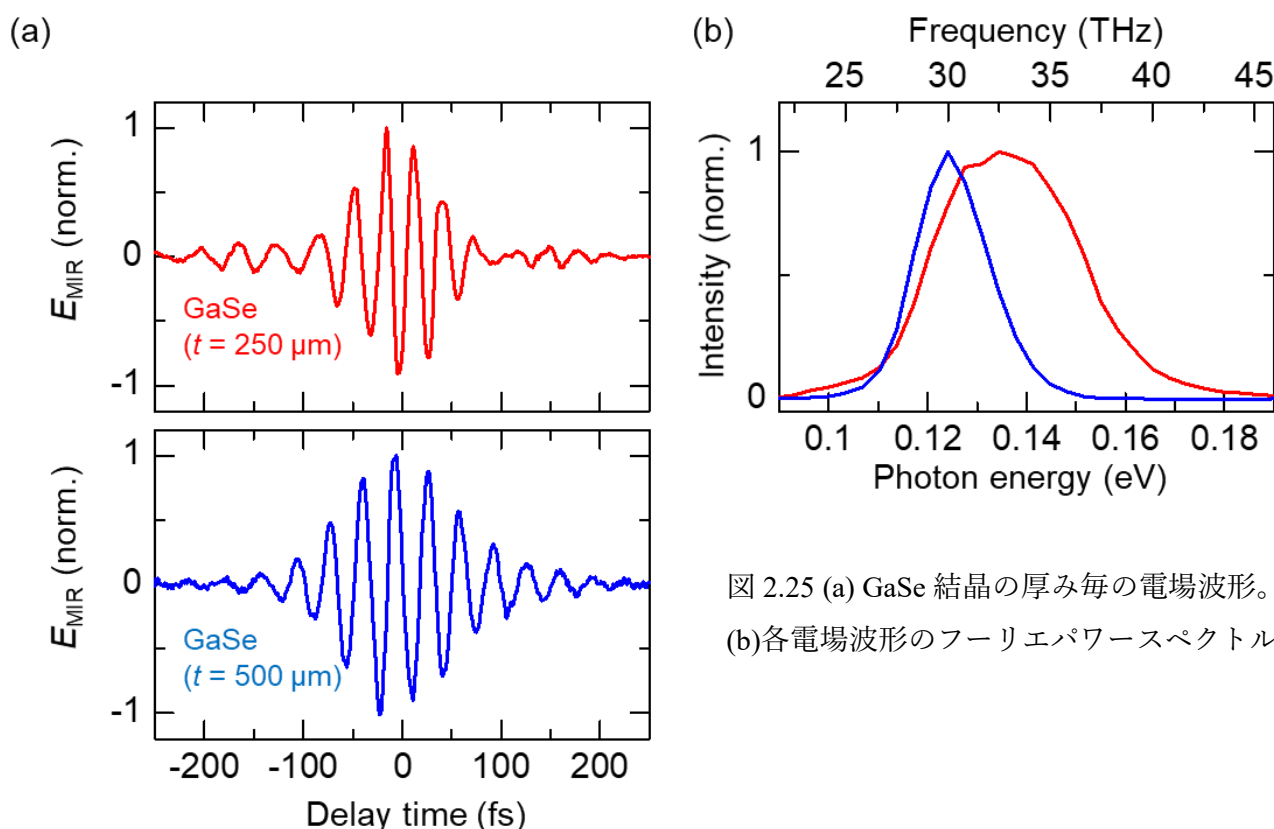 (a)
1
0
-1
E_MIR (norm.)
GaSe
(t = 250 μm)
1
0
-1
E_MIR (norm.)
GaSe
(t = 500 μm)
-200 -100 0 100 200
Delay time (fs)
(b)
Frequency (THz)
25 30 35 40 45
1
0
Intensity (norm.)
0.1 0.12 0.14 0.16 0.18
Photon energy (eV)
図 2.25 (a) GaSe 結晶の厚み毎の電場波形。
(b)各電場波形のフーリエパワースペクトル